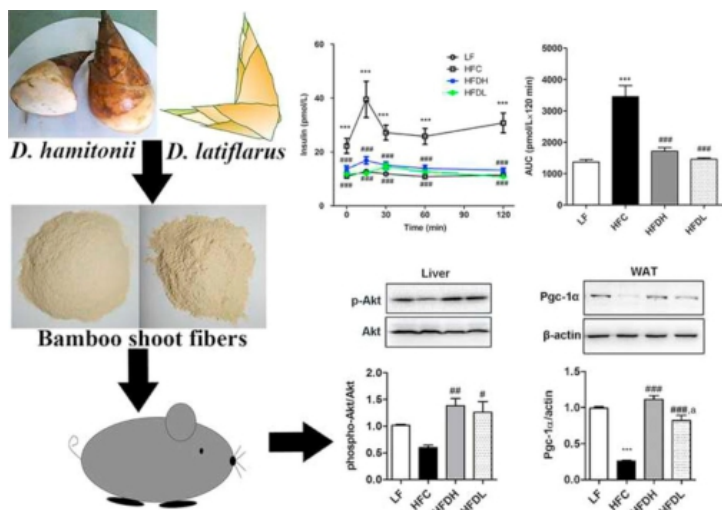 D. hamitonii D. latiflarus
Bamboo shoot fibers
Insulin (pmol/L)
60
40
20
0
0 30 60 90 120
Time (min)
LF
HFC
HFDH
HFDL
*** *** *** *** ***
### ### ### ### ###
### ### ### ### ###
AUC (pmol/L×120 min)
5000
4000
3000
2000
1000
0
***
### ###
LF HFC HFDH HFDL
Liver
p-Akt
Akt
phospho-Akt/Akt
2.0
1.5
1.0
0.5
0.0
## #
LF HFC HFDH HFDL
WAT
Pgc-1α
β-actin
Pgc-1α/actin
1.5
1.0
0.5
0.0
***
###
###,a
LF HFC HFDH HFDL